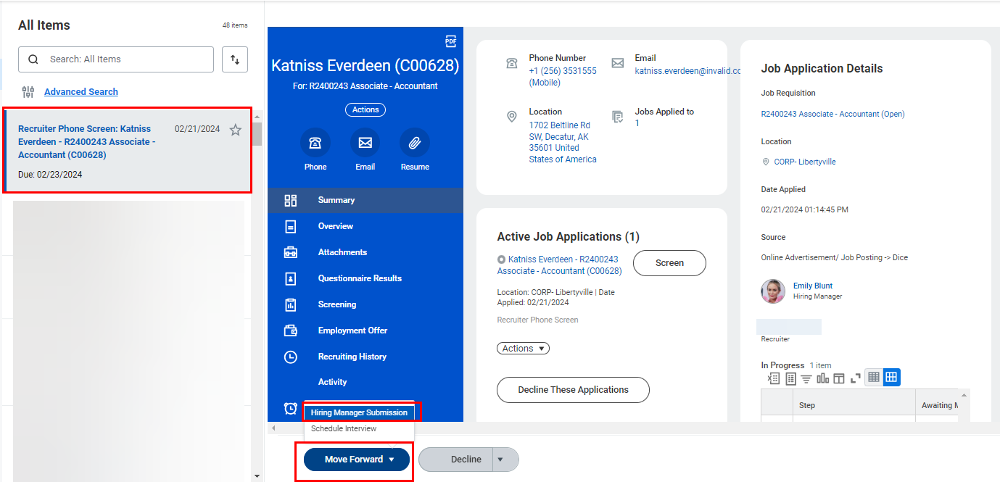 All Items
48 items
Search: All Items
Advanced Search
Recruiter Phone Screen: Katniss
Everdeen - R2400243 Associate -
Accountant (C00628)
02/21/2024
Due: 02/23/2024
PDF
Katniss Everdeen (C00628)
For: R2400243 Associate - Accountant
Actions
Phone
Email
Resume
Summary
Overview
Attachments
Questionnaire Results
Screening
Employment Offer
Recruiting History
Activity
Hiring Manager Submission
Schedule Interview
Move Forward
Decline
Phone Number
+1 (256) 3531555
(Mobile)
Email
katniss.everdeen@invalid.co
Location
1702 Beltline Rd
SW, Decatur, AK
35601 United
States of America
Jobs Applied to
1
Active Job Applications (1)
Katniss Everdeen - R2400243
Associate - Accountant (C00628)
Screen
Location: CORP- Libertyville | Date
Applied: 02/21/2024
Recruiter Phone Screen
Actions
Decline These Applications
Job Application Details
Job Requisition
R2400243 Associate - Accountant (Open)
Location
CORP- Libertyville
Date Applied
02/21/2024 01:14:45 PM
Source
Online Advertisement/ Job Posting -> Dice
Emily Blunt
Hiring Manager
Recruiter
In Progress 1 item
Step
Awaiting